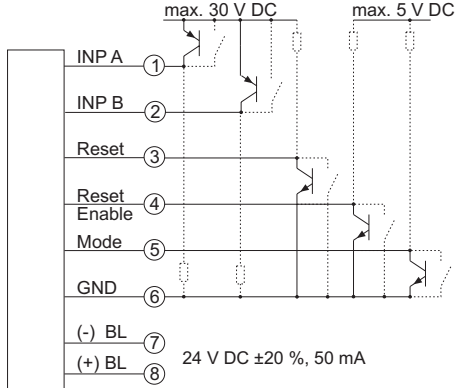 max. 30 V DC
max. 5 V DC
INP A
1
INP B
2
Reset
3
Reset
Enable
4
Mode
5
GND
6
(-) BL
7
(+) BL
8
24 V DC ±20 %, 50 mA